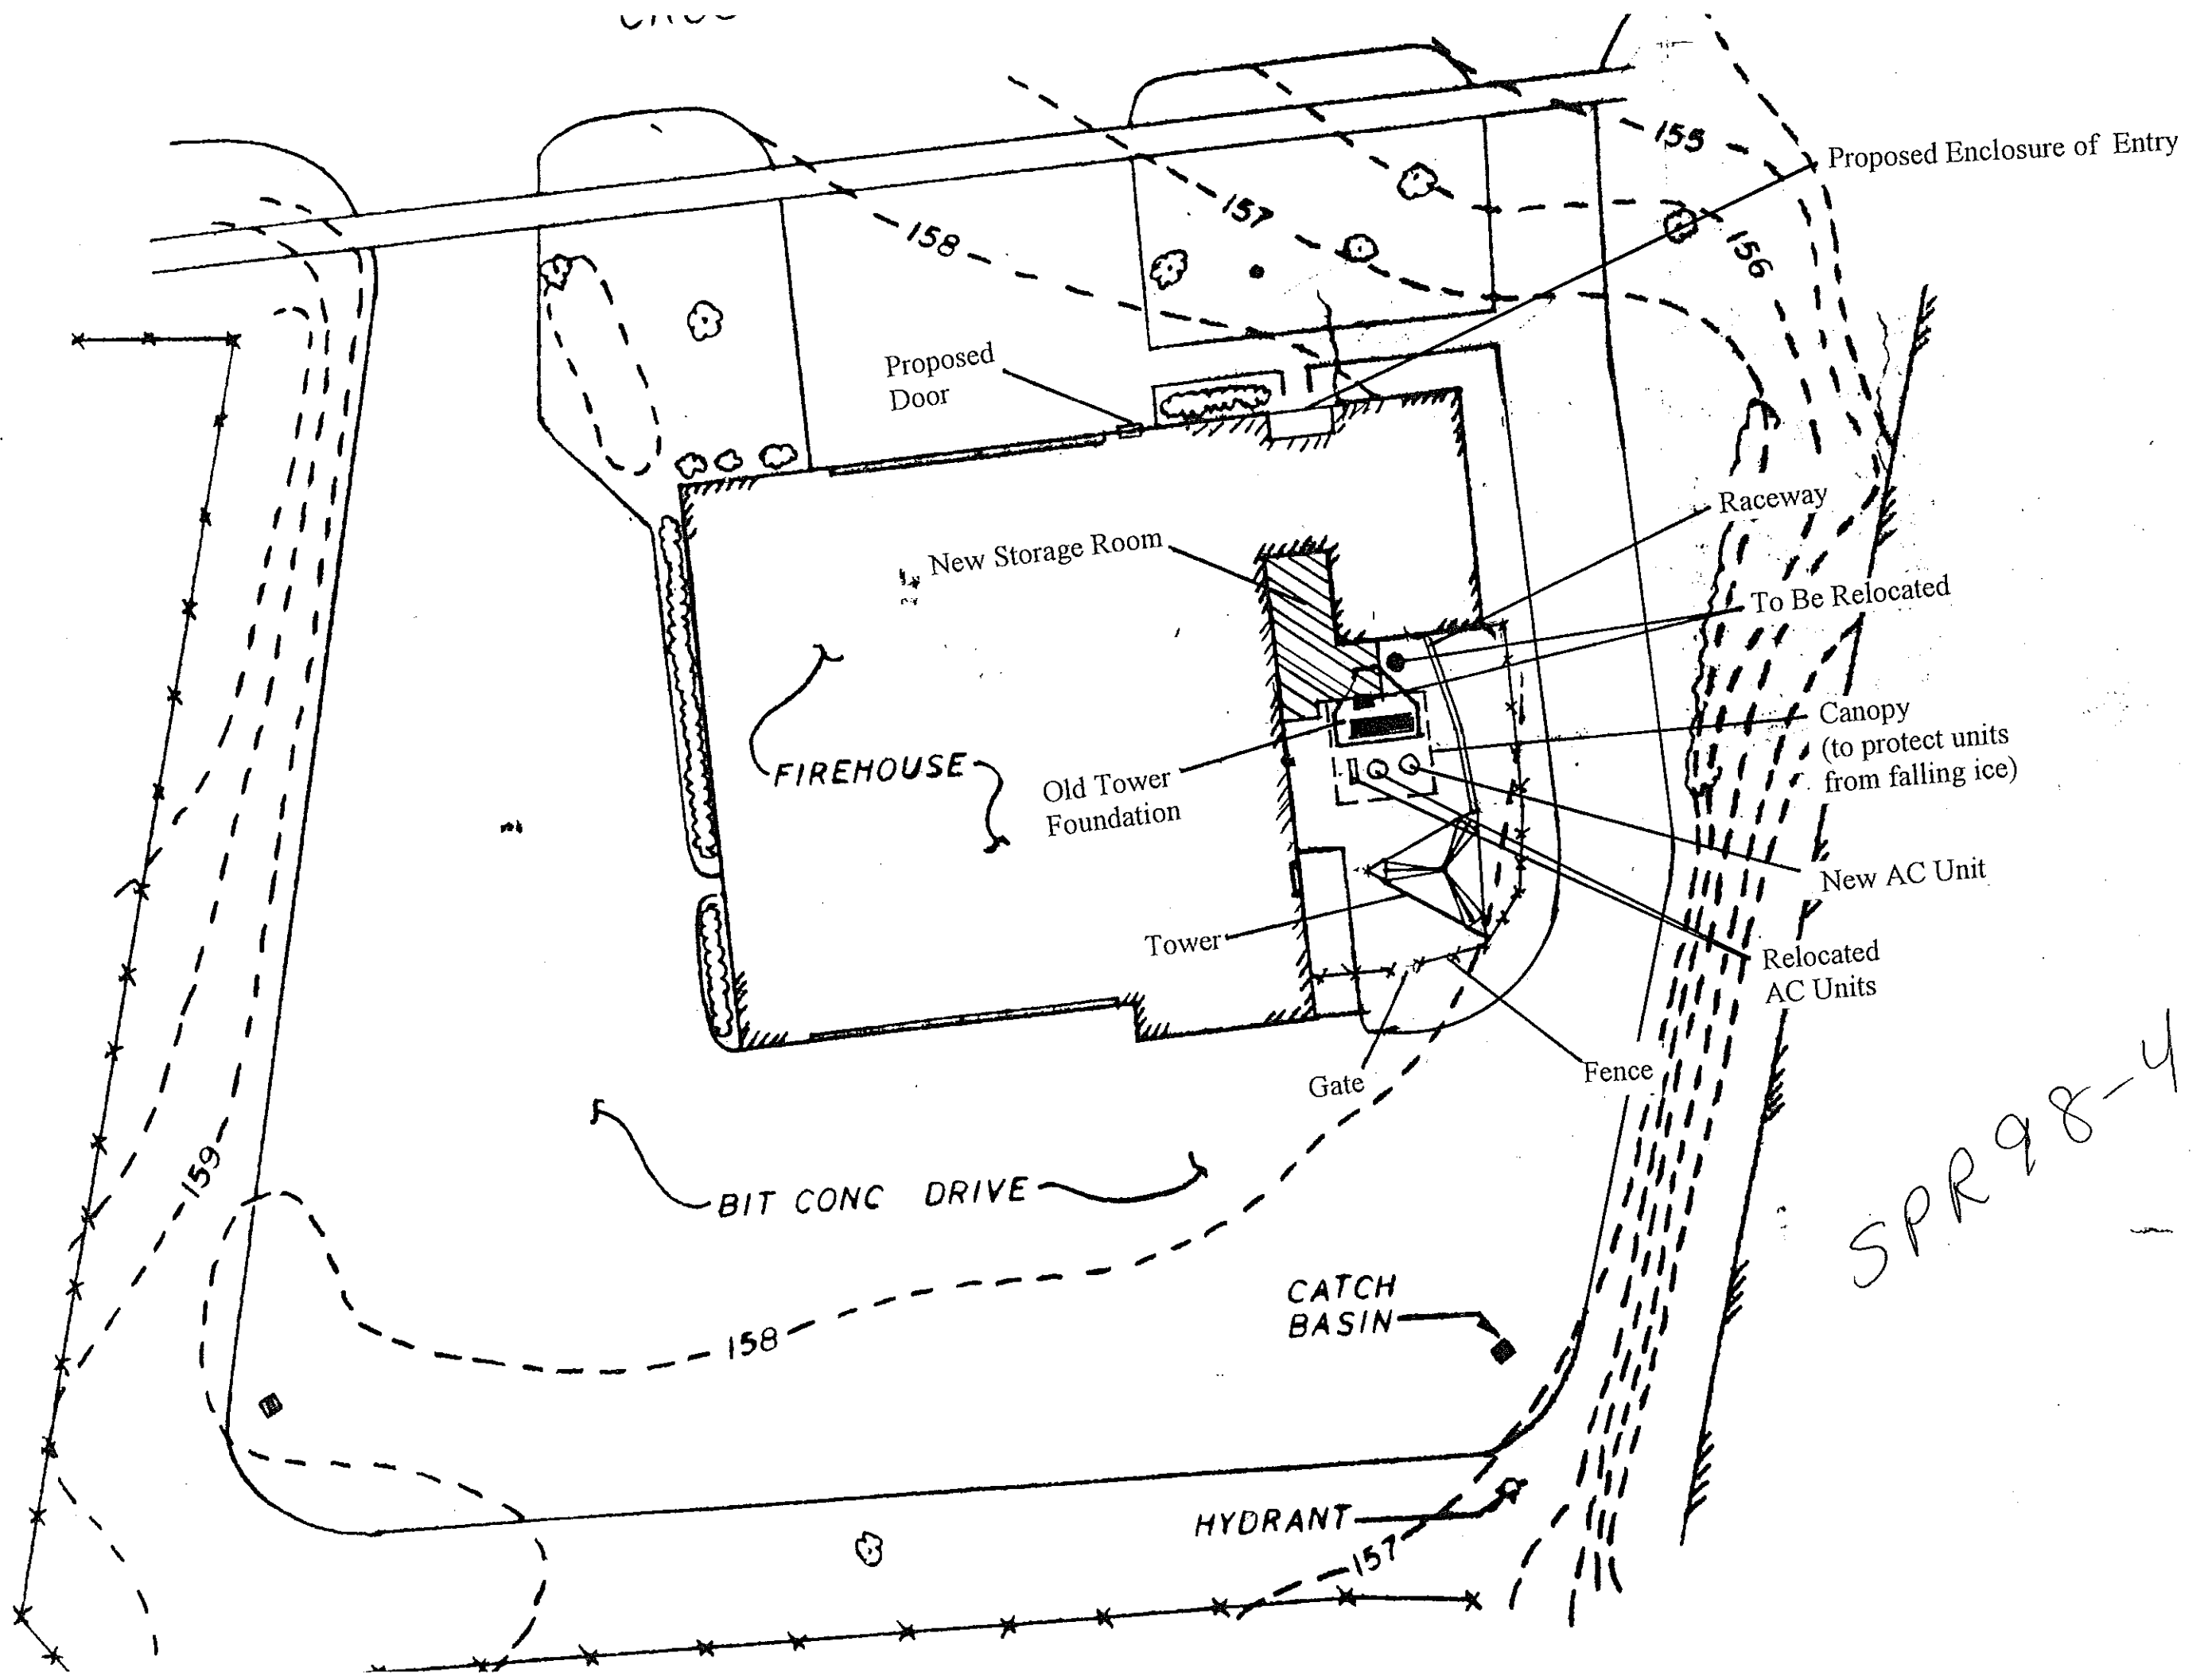 155
Proposed Enclosure of Entry
157
158
156
Proposed
Door
Raceway
New Storage Room
To Be Relocated
Canopy
(to protect units
from falling ice)
FIREHOUSE
Old Tower
Foundation
New AC Unit
Tower
Relocated
AC Units
Gate
Fence
159
BIT CONC DRIVE
SPR98-4
CATCH
BASIN
158
HYDRANT
157